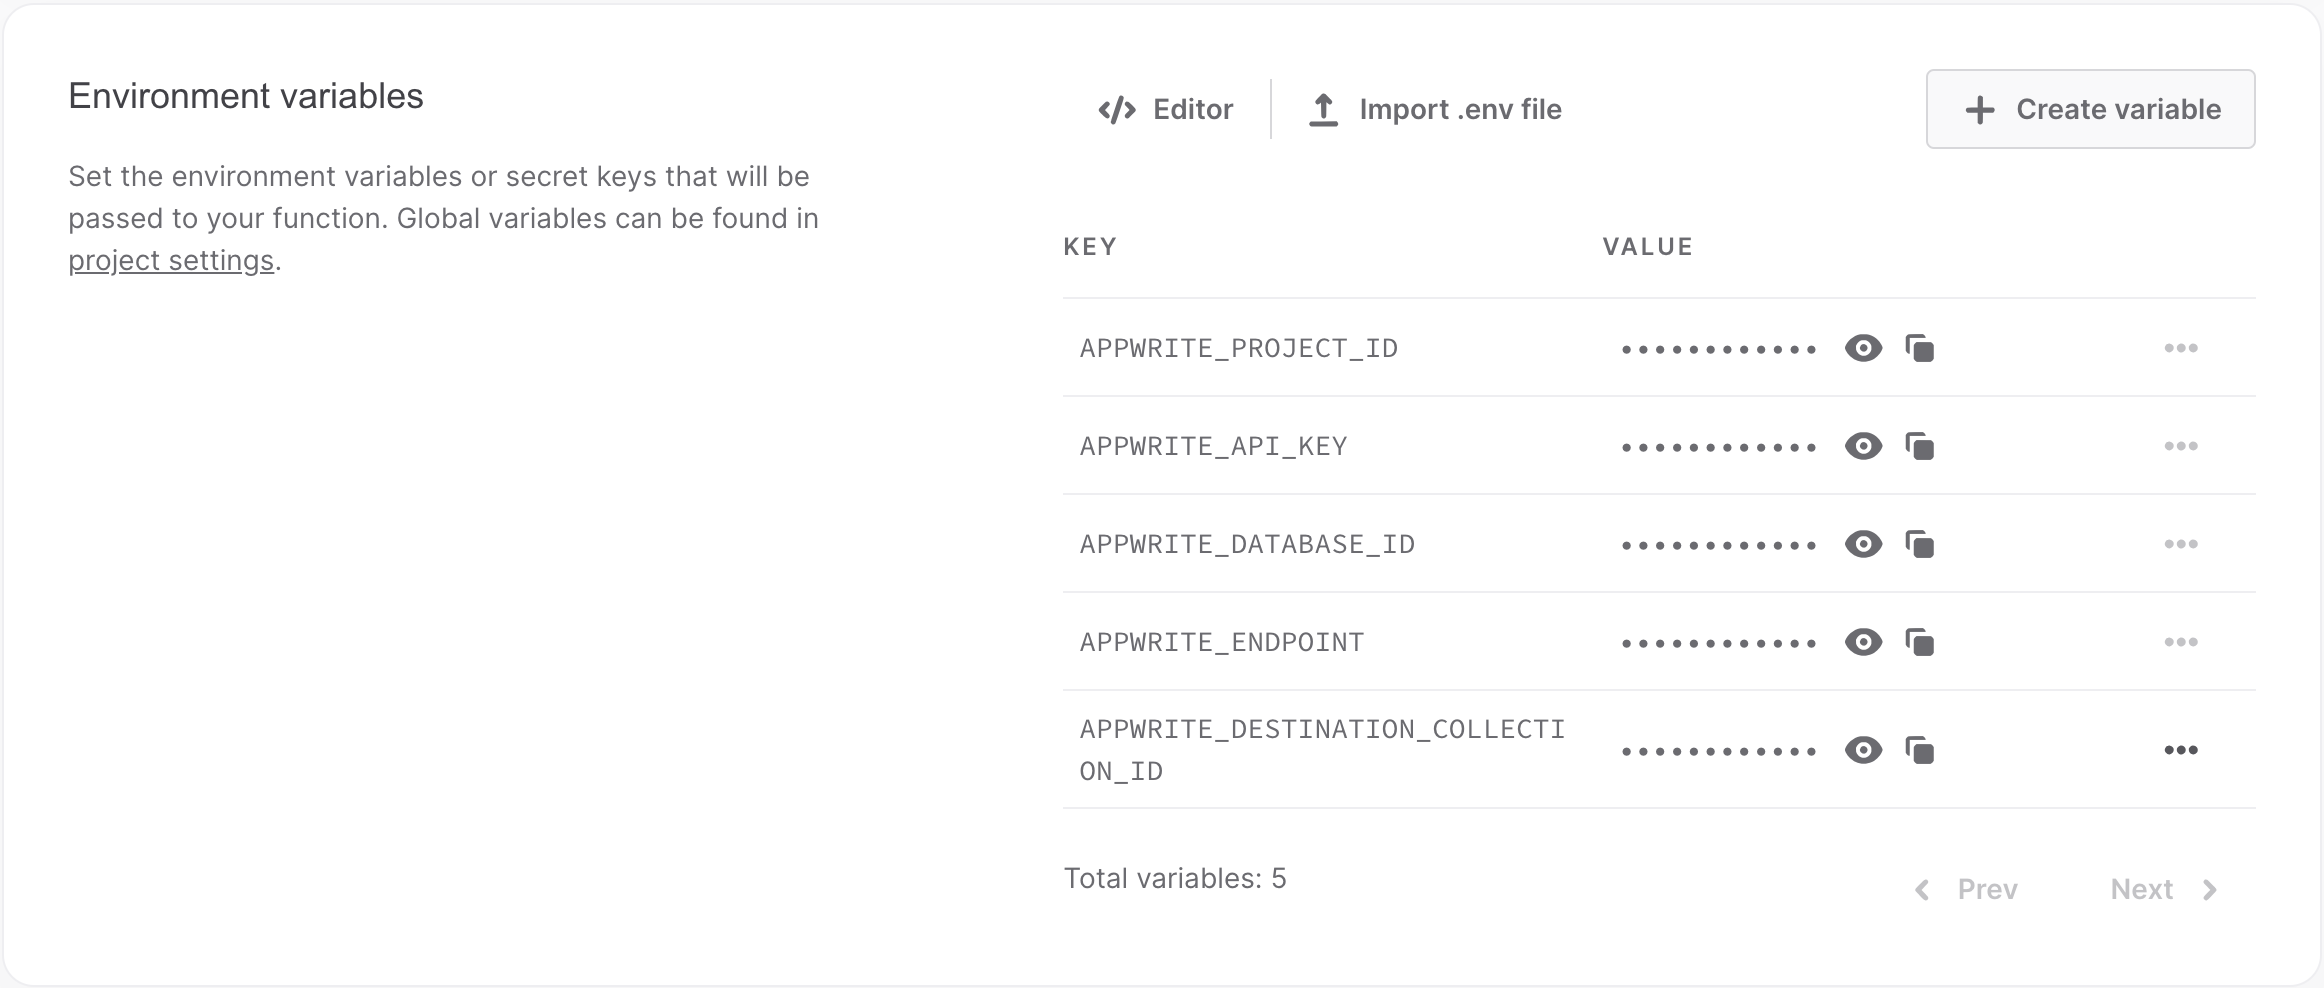 Environment variables
Set the environment variables or secret keys that will be
passed to your function. Global variables can be found in
project settings.
Editor
Import .env file
Create variable
KEY
VALUE
APPWRITE_PROJECT_ID
••••••••••••
APPWRITE_API_KEY
••••••••••••
APPWRITE_DATABASE_ID
••••••••••••
APPWRITE_ENDPOINT
••••••••••••
APPWRITE_DESTINATION_COLLECTI
ON_ID
••••••••••••
Total variables: 5
Prev
Next